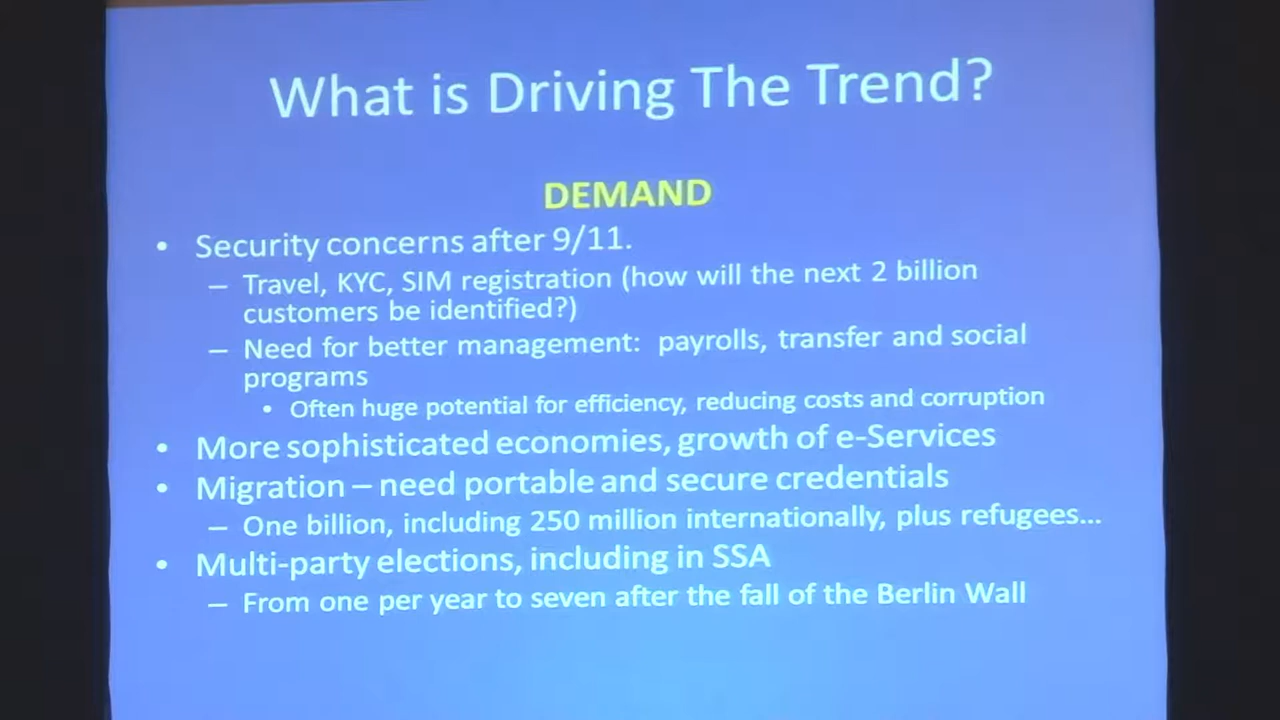 What is Driving The Trend?
DEMAND
• Security concerns after 9/11.
– Travel, KYC, SIM registration (how will the next 2 billion
customers be identified?)
– Need for better management: payrolls, transfer and social
programs
• Often huge potential for efficiency, reducing costs and corruption
• More sophisticated economies, growth of e-Services
• Migration – need portable and secure credentials
– One billion, including 250 million internationally, plus refugees...
• Multi-party elections, including in SSA
– From one per year to seven after the fall of the Berlin Wall